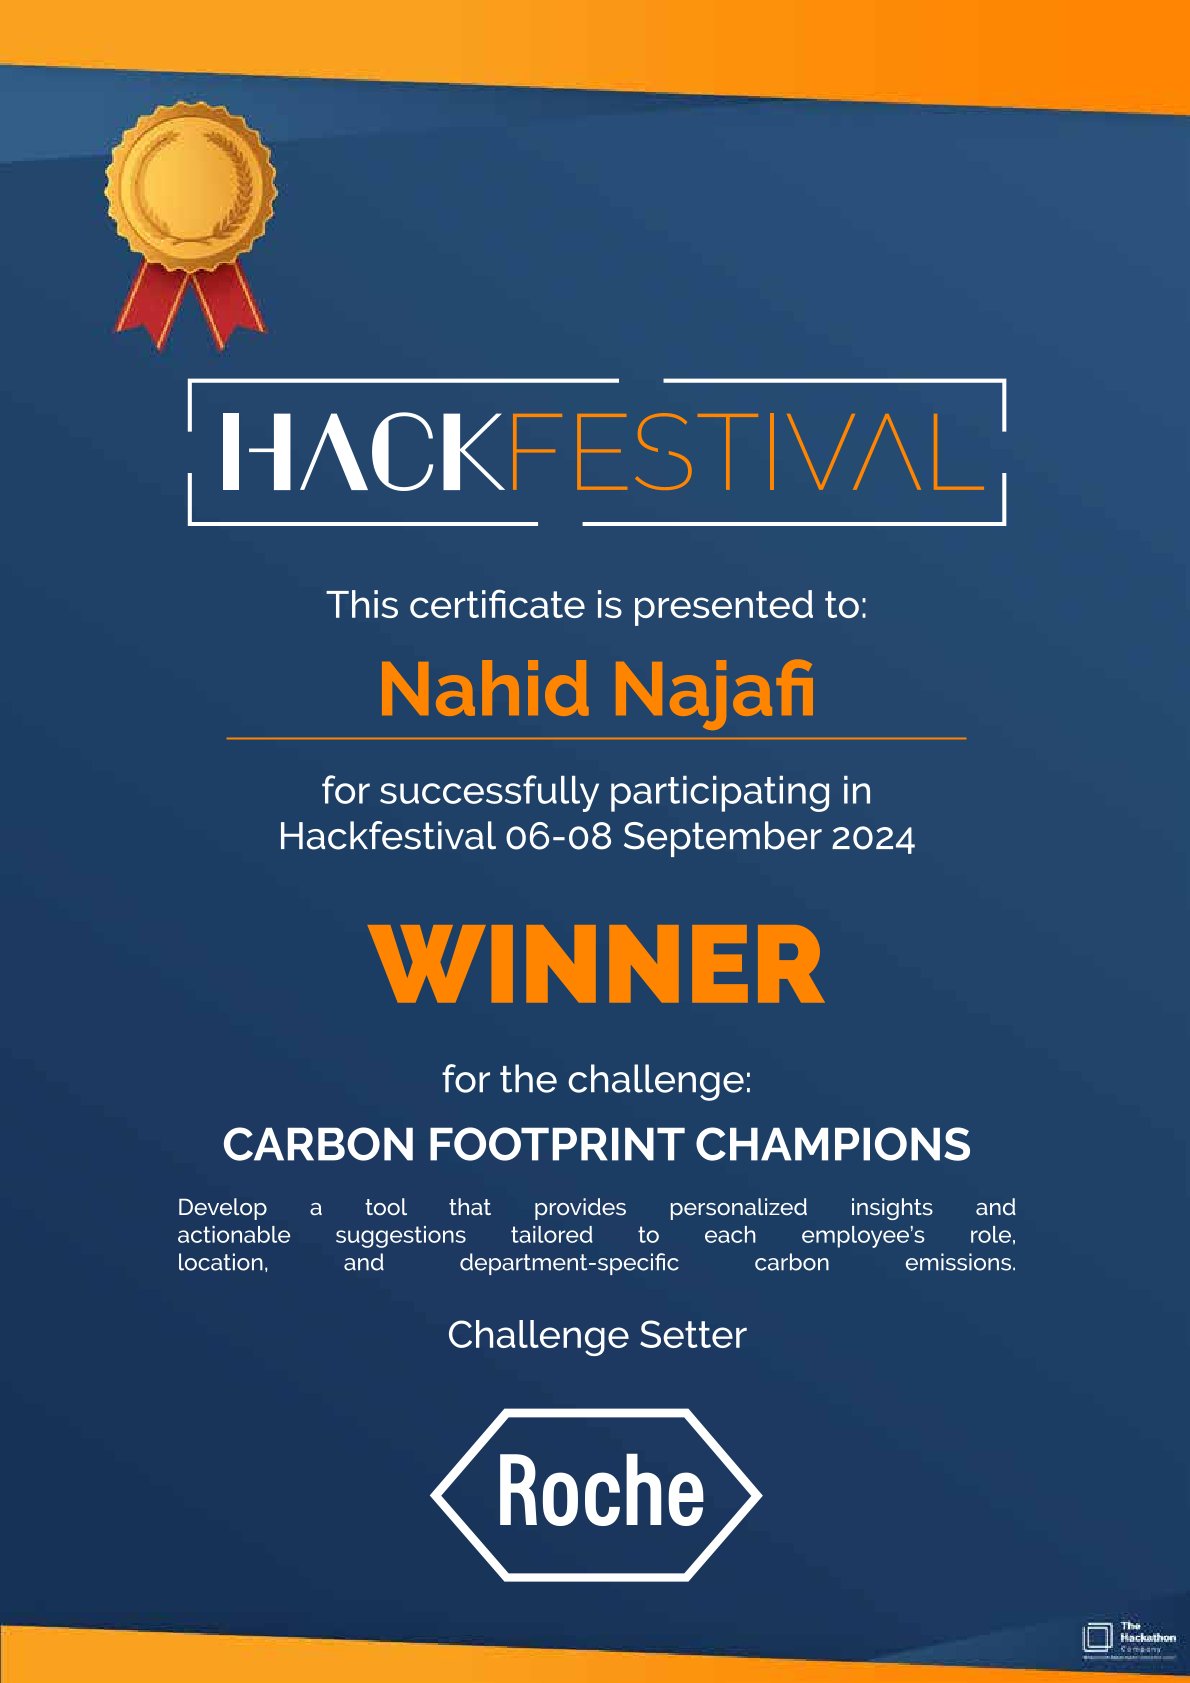 HACKFESTIVAL
This certificate is presented to:
Nahid Najafi
for successfully participating in
Hackfestival 06-08 September 2024
WINNER
for the challenge:
CARBON FOOTPRINT CHAMPIONS
Develop a tool that provides personalized insights and
actionable suggestions tailored to each employee's role,
location, and department-specific carbon emissions.
Challenge Setter
Roche
The
Hackathon
Company